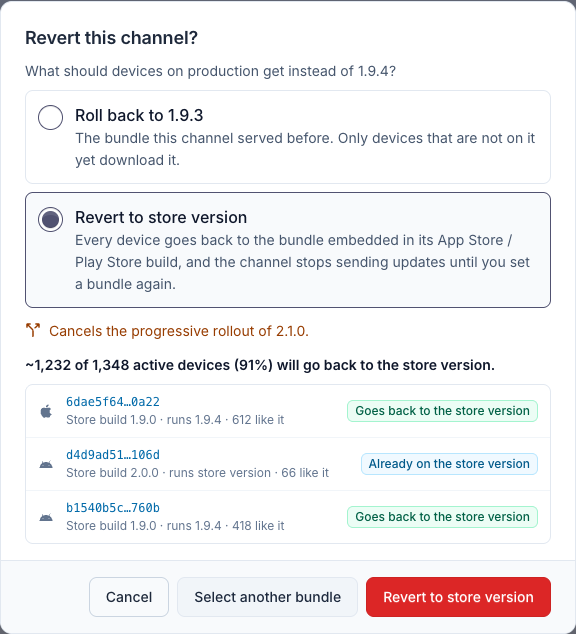 Revert this channel?
What should devices on production get instead of 1.9.4?
Roll back to 1.9.3
The bundle this channel served before. Only devices that are not on it
yet download it.
Revert to store version
Every device goes back to the bundle embedded in its App Store /
Play Store build, and the channel stops sending updates until you set
a bundle again.
Cancels the progressive rollout of 2.1.0.
~1,232 of 1,348 active devices (91%) will go back to the store version.
6dae5f64…0a22
Store build 1.9.0 · runs 1.9.4 · 612 like it
Goes back to the store version
d4d9ad51…106d
Store build 2.0.0 · runs store version · 66 like it
Already on the store version
b1540b5c…760b
Store build 1.9.0 · runs 1.9.4 · 418 like it
Goes back to the store version
Cancel
Select another bundle
Revert to store version